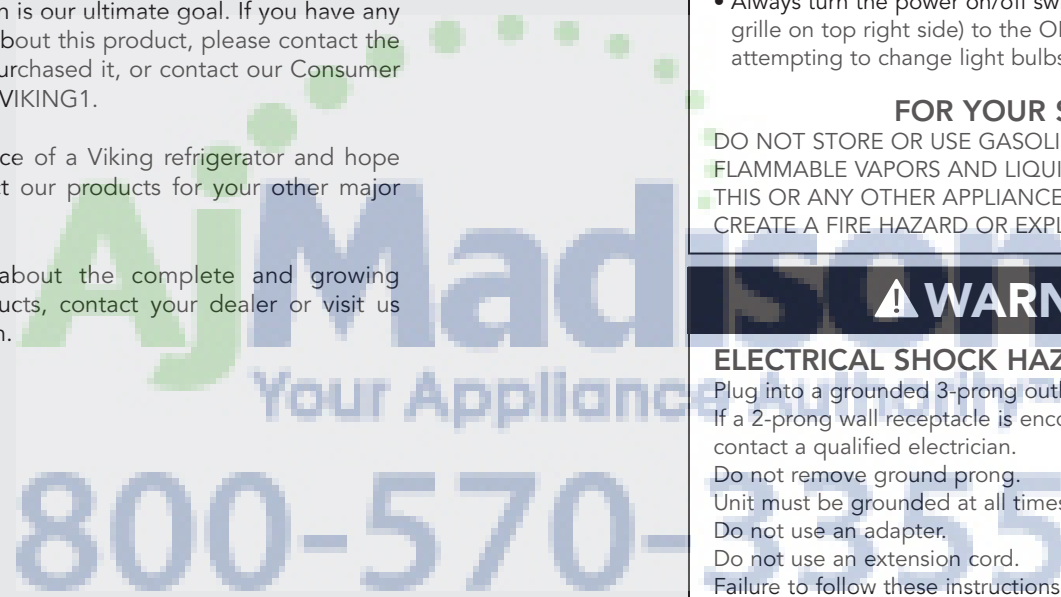 n is our ultimate goal. If you have any
bout this product, please contact the
urchased it, or contact our Consumer
VIKING1.
ce of a Viking refrigerator and hope
ct our products for your other major
about the complete and growing
ucts, contact your dealer or visit us
m.
• Always turn the power on/off sw
grille on top right side) to the O
attempting to change light bulbs
FOR YOUR S
DO NOT STORE OR USE GASOLI
FLAMMABLE VAPORS AND LIQUI
THIS OR ANY OTHER APPLIANCE
CREATE A FIRE HAZARD OR EXPL
WARN
ELECTRICAL SHOCK HAZ
Plug into a grounded 3-prong outl
If a 2-prong wall receptacle is enco
contact a qualified electrician.
Do not remove ground prong.
Unit must be grounded at all times
Do not use an adapter.
Do not use an extension cord.
Failure to follow these instructions
AjMadison
Your Appliance Authority
800-570-3355